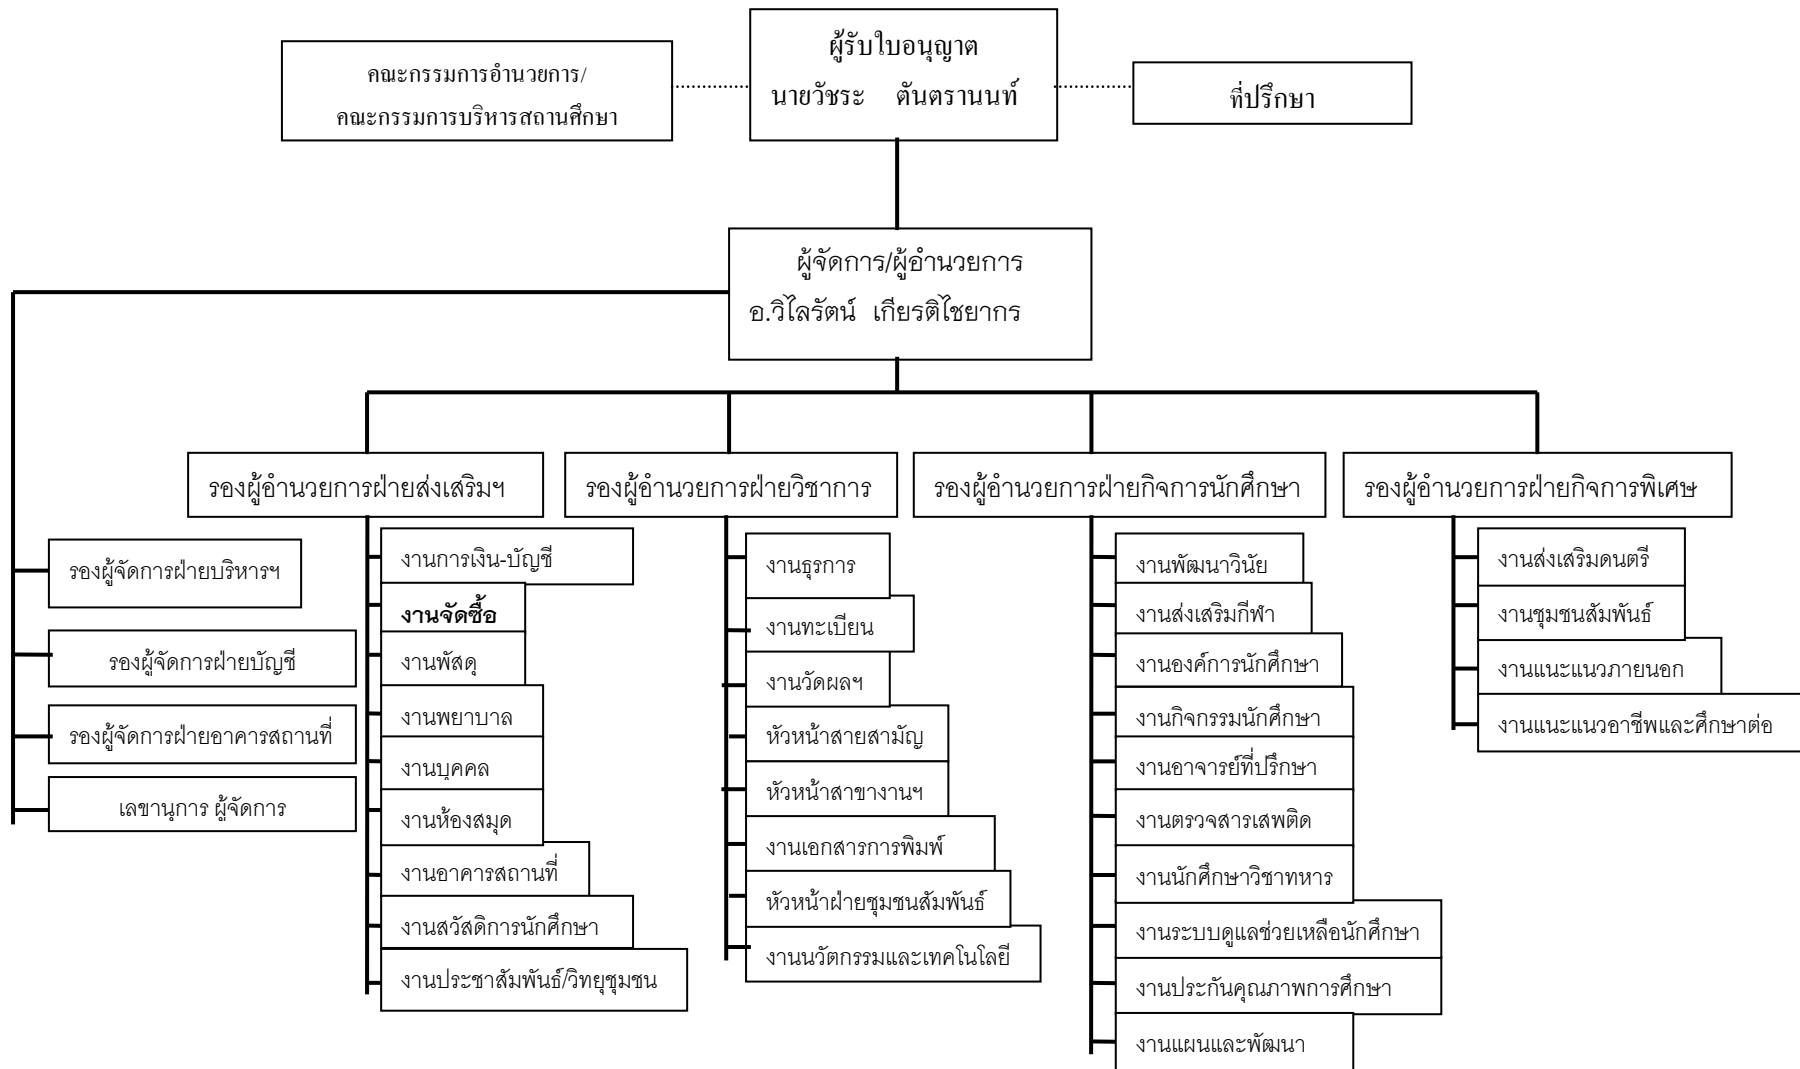 ผู้รับใบอนุญาต
นายวัชระ ตันตรานนท์
คณะกรรมการอำนวยการ/
คณะกรรมการบริหารสถานศึกษา
ที่ปรึกษา
ผู้จัดการ/ผู้อำนวยการ
อ.วิไลรัตน์ เกียรติไชยากร
รองผู้จัดการฝ่ายบริหารฯ
รองผู้จัดการฝ่ายบัญชี
รองผู้จัดการฝ่ายอาคารสถานที่
เลขานุการ ผู้จัดการ
รองผู้อำนวยการฝ่ายส่งเสริมฯ
งานการเงิน-บัญชี
งานจัดซื้อ
งานพัสดุ
งานพยาบาล
งานบุคคล
งานห้องสมุด
งานอาคารสถานที่
งานสวัสดิการนักศึกษา
งานประชาสัมพันธ์/วิทยุชุมชน
รองผู้อำนวยการฝ่ายวิชาการ
งานธุรการ
งานทะเบียน
งานวัดผลฯ
หัวหน้าสายสามัญ
หัวหน้าสาขางานฯ
งานเอกสารการพิมพ์
หัวหน้าฝ่ายชุมชนสัมพันธ์
งานนวัตกรรมและเทคโนโลยี
รองผู้อำนวยการฝ่ายกิจการนักศึกษา
งานพัฒนาวินัย
งานส่งเสริมกีฬา
งานองค์การนักศึกษา
งานกิจกรรมนักศึกษา
งานอาจารย์ที่ปรึกษา
งานตรวจสารเสพติด
งานนักศึกษาวิชาทหาร
งานระบบดูแลช่วยเหลือนักศึกษา
งานประกันคุณภาพการศึกษา
งานแผนและพัฒนา
รองผู้อำนวยการฝ่ายกิจการพิเศษ
งานส่งเสริมดนตรี
งานชุมชนสัมพันธ์
งานแนะแนวภายนอก
งานแนะแนวอาชีพและศึกษาต่อ